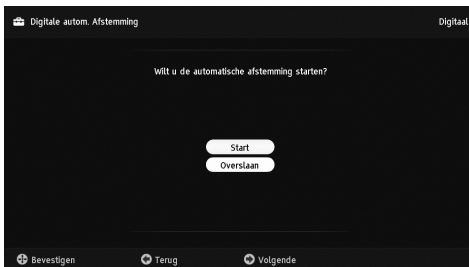 Digitale autom. Afstemming Digitaal
Wilt u de automatische afstemming starten?
Start
Overslaan
Bevestigen Terug Volgende